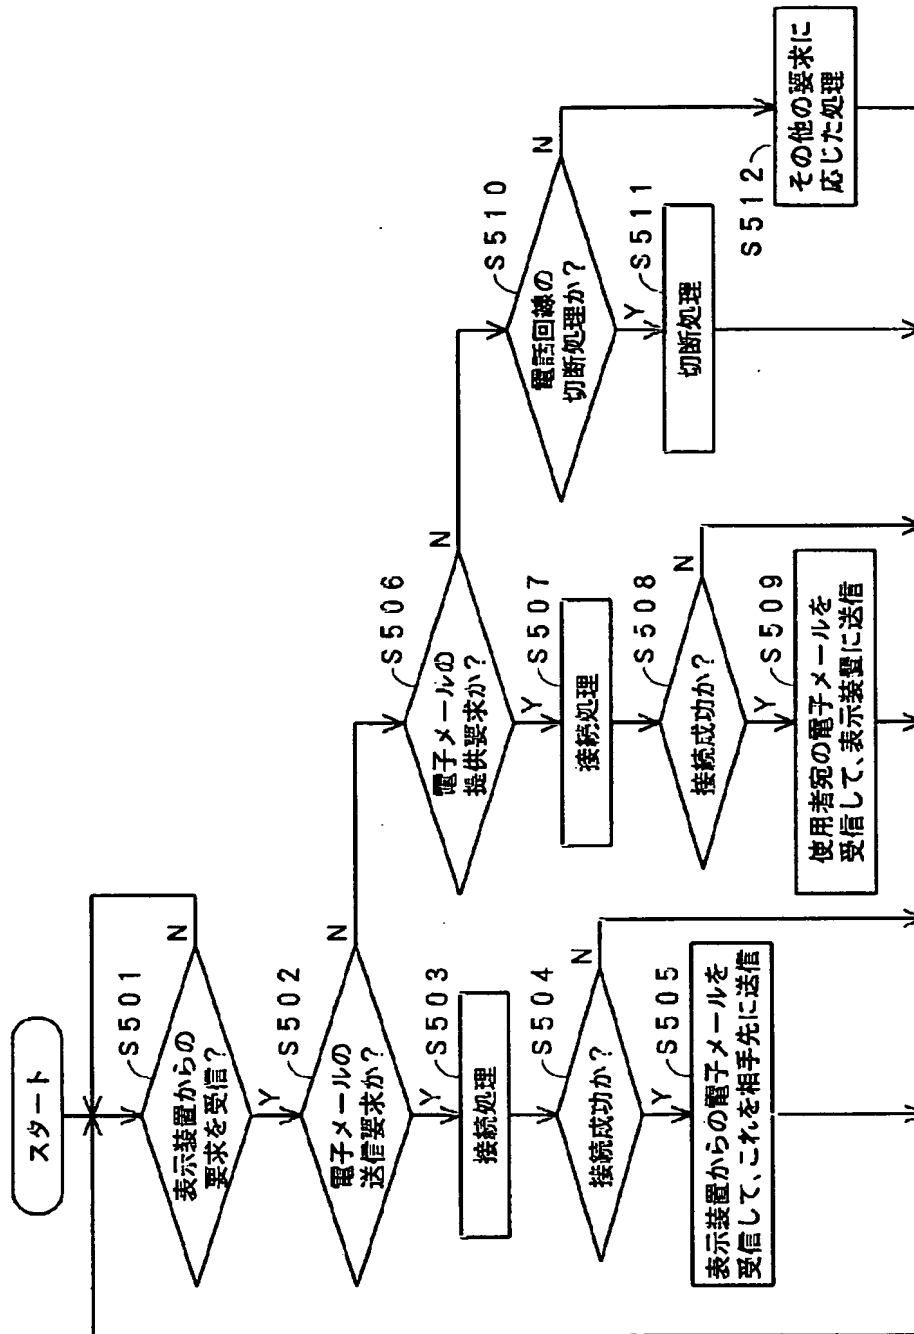 スタート
S501
表示装置からの
要求を受信?
N
Y
S502
電子メールの
送信要求か?
N
Y
S503
接続処理
S504
接続成功か?
N
Y
S505
表示装置からの電子メールを
受信して、これを相手先に送信
S506
電子メールの
提供要求か?
N
Y
S507
接続処理
S508
接続成功か?
N
Y
S509
使用者宛の電子メールを
受信して、表示装置に送信
S510
電話回線の
切断処理か?
N
Y
S511
切断処理
S512
その他の要求に
応じた処理